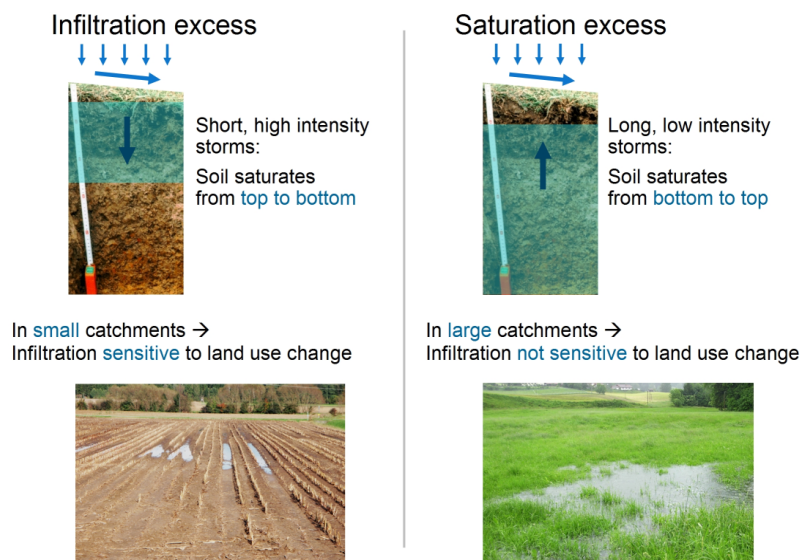 Infiltration excess
Short, high intensity
storms:
Soil saturates
from top to bottom
In small catchments →
Infiltration sensitive to land use change
Saturation excess
Long, low intensity
storms:
Soil saturates
from bottom to top
In large catchments →
Infiltration not sensitive to land use change